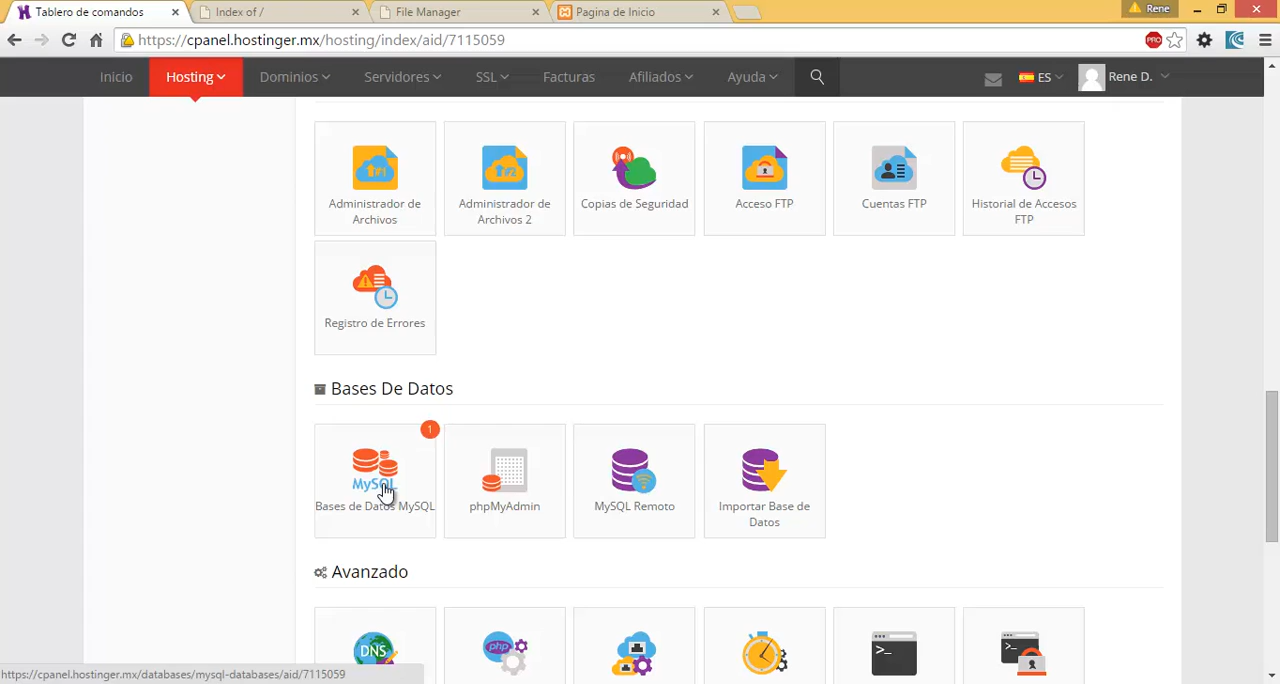 Tablero de comandos
Index of /
File Manager
Pagina de Inicio
Rene
https://cpanel.hostinger.mx/hosting/index/aid/7115059
PRO
Inicio
Hosting
Dominios
Servidores
SSL
Facturas
Afiliados
Ayuda
ES
Rene D.
Administrador de
Archivos
Administrador de
Archivos 2
Copias de Seguridad
Acceso FTP
Cuentas FTP
Historial de Accesos
FTP
Registro de Errores
Bases De Datos
1
MySQL
Bases de Datos MySQL
phpMyAdmin
MySQL Remoto
Importar Base de
Datos
Avanzado
DNS
php
https://cpanel.hostinger.mx/databases/mysql-databases/aid/7115059